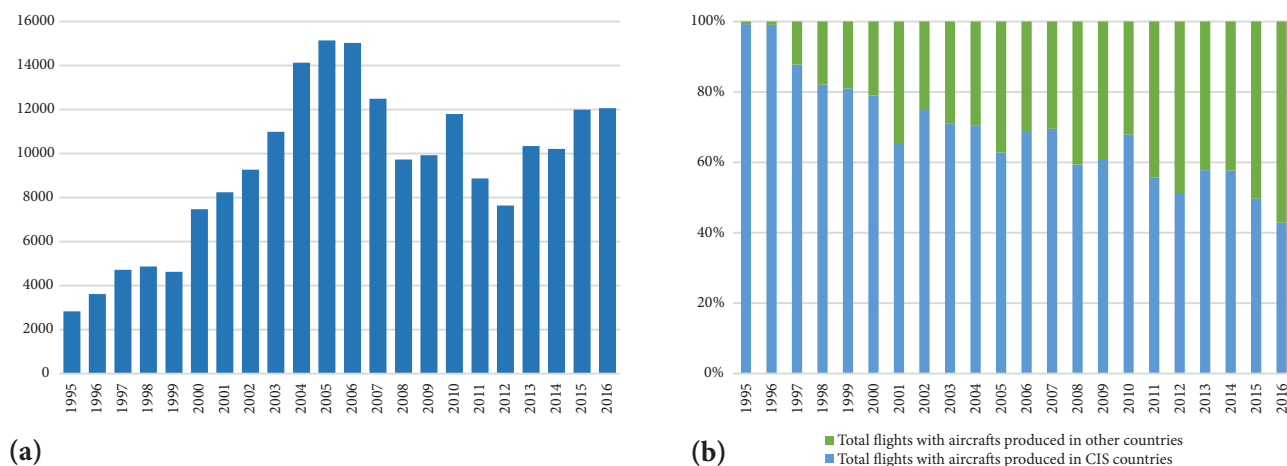 16000
14000
12000
10000
8000
6000
4000
2000
0
1995 1996 1997 1998 1999 2000 2001 2002 2003 2004 2005 2006 2007 2008 2009 2010 2011 2012 2013 2014 2015 2016
(a)
100%
80%
60%
40%
20%
0%
1995 1996 1997 1998 1999 2000 2001 2002 2003 2004 2005 2006 2007 2008 2009 2010 2011 2012 2013 2014 2015 2016
(b)
Total flights with aircrafts produced in other countries
Total flights with aircrafts produced in CIS countries